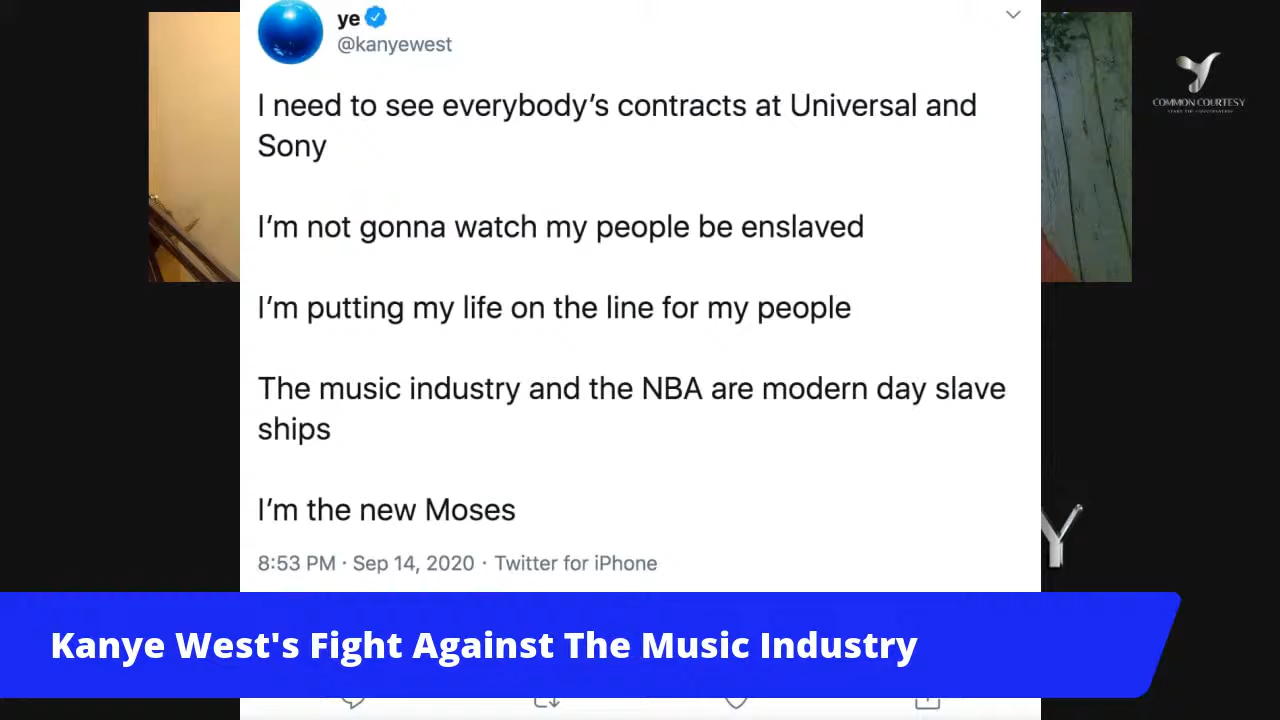 ye
@kanyewest
COMMON COURTESY
I need to see everybody’s contracts at Universal and
Sony
I’m not gonna watch my people be enslaved
I’m putting my life on the line for my people
The music industry and the NBA are modern day slave
ships
I’m the new Moses
Y
8:53 PM · Sep 14, 2020 · Twitter for iPhone
Kanye West's Fight Against The Music Industry